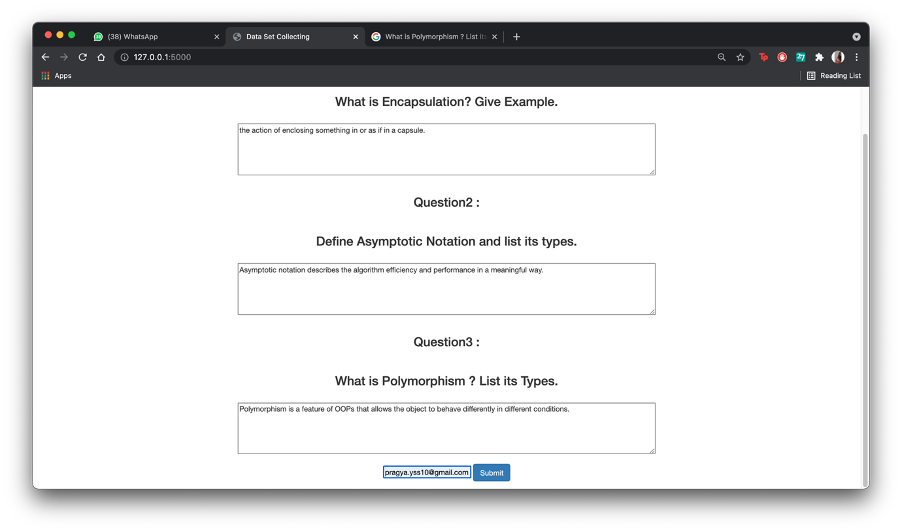 (38) WhatsApp
Data Set Collecting
What is Polymorphism ? List its
127.0.0.1:5000
Apps
Reading List
What is Encapsulation? Give Example.
the action of enclosing something in or as if in a capsule.
Question2 :
Define Asymptotic Notation and list its types.
Asymptotic notation describes the algorithm efficiency and performance in a meaningful way.
Question3 :
What is Polymorphism ? List its Types.
Polymorphism is a feature of OOPs that allows the object to behave differently in different conditions.
pragya.yss10@gmail.com
Submit